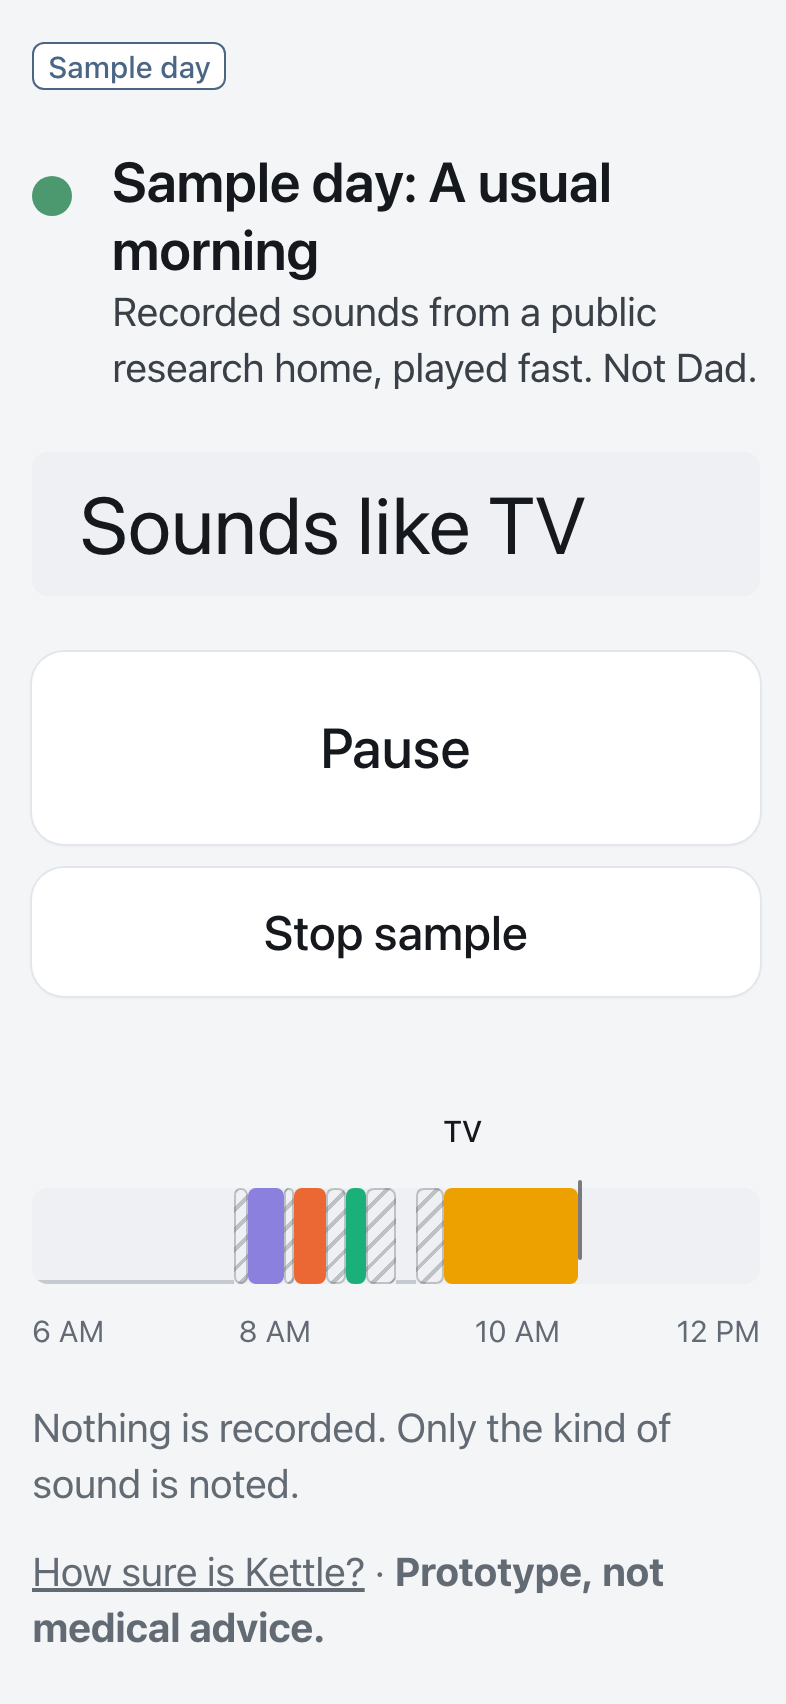 Sample day
Sample day: A usual
morning
Recorded sounds from a public
research home, played fast. Not Dad.
Sounds like TV
Pause
Stop sample
TV
6 AM 8 AM 10 AM 12 PM
Nothing is recorded. Only the kind of
sound is noted.
How sure is Kettle? · Prototype, not
medical advice.